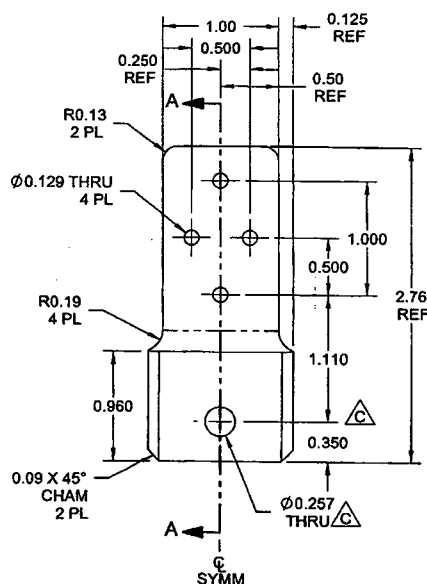 1.00
0.125
REF
0.500
0.250
REF
0.50
REF
A
R0.13
2 PL
Ø0.129 THRU
4 PL
1.000
0.500
2.76
REF
R0.19
4 PL
1.110
0.960
C
0.350
0.09 X 45°
CHAM
2 PL
Ø0.257
THRU C
A
℄
SYMM